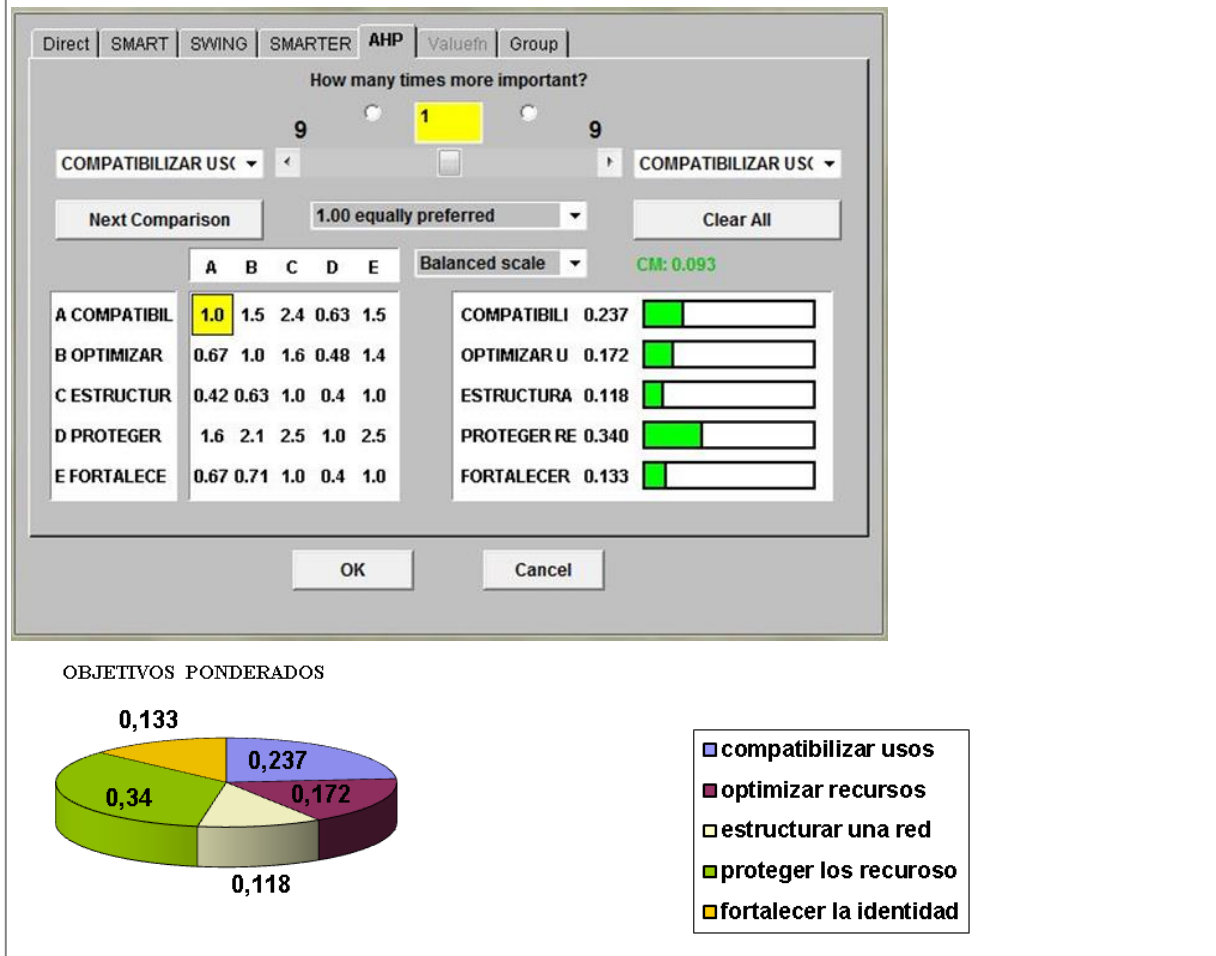 Direct SMART SWING SMARTER AHP Valuefn Group
How many times more important?
9 1 9
COMPATIBILIZAR US( COMPATIBILIZAR US(
Next Comparison 1.00 equally preferred Clear All
A B C D E Balanced scale CM: 0.093
A COMPATIBIL 1.0 1.5 2.4 0.63 1.5 COMPATIBILI 0.237
B OPTIMIZAR 0.67 1.0 1.6 0.48 1.4 OPTIMIZAR U 0.172
C ESTRUCTUR 0.42 0.63 1.0 0.4 1.0 ESTRUCTURA 0.118
D PROTEGER 1.6 2.1 2.5 1.0 2.5 PROTEGER RE 0.340
E FORTALECE 0.67 0.71 1.0 0.4 1.0 FORTALECER 0.133
OK Cancel
OBJETIVOS PONDERADOS
0,133
0,237
0,34
0,172
0,118
compatibilizar usos
optimizar recursos
estructurar una red
proteger los recuroso
fortalecer la identidad